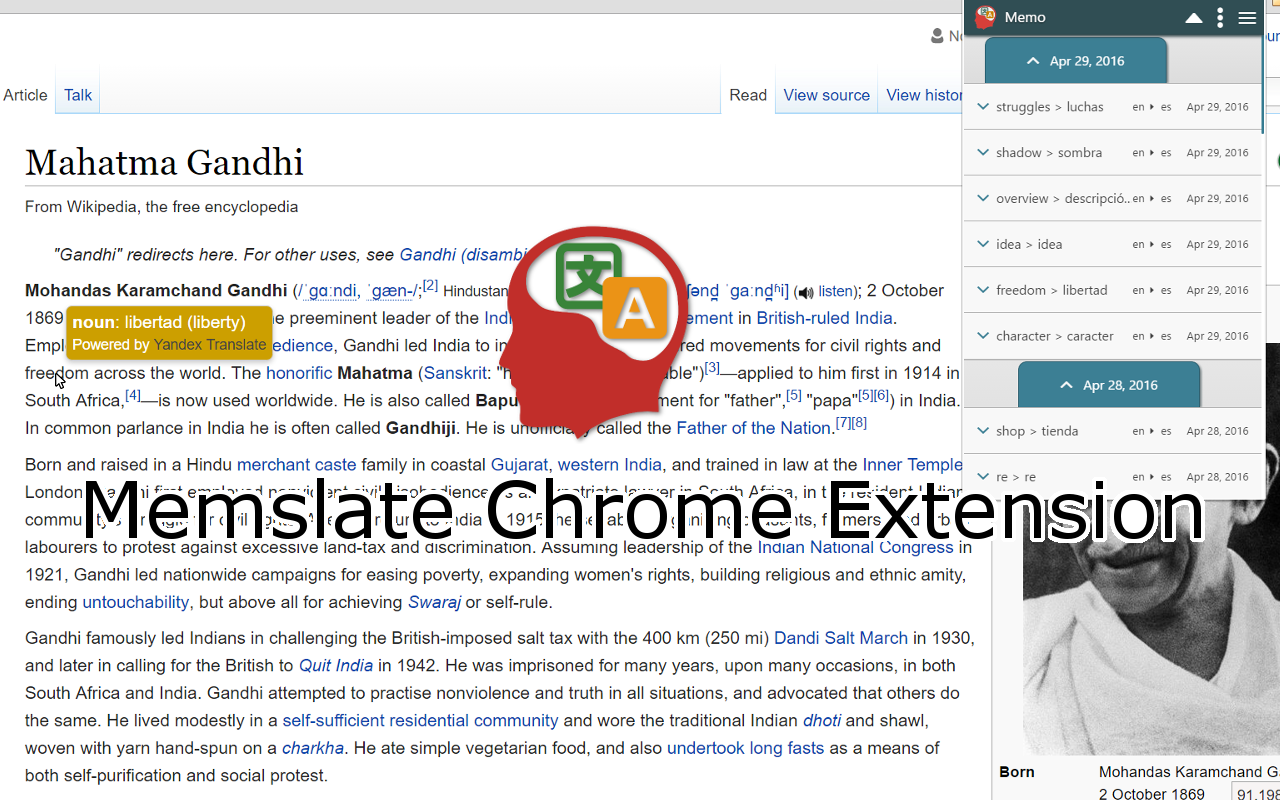 Memo
Apr 29, 2016
struggles > luchas en es Apr 29, 2016
shadow > sombra en es Apr 29, 2016
overview > descripció.. en es Apr 29, 2016
idea > idea en es Apr 29, 2016
freedom > libertad en es Apr 29, 2016
character > caracter en es Apr 29, 2016
Apr 28, 2016
shop > tienda en es Apr 28, 2016
re > re en es Apr 28, 2016
Article Talk Read View source View histor
Mahatma Gandhi
From Wikipedia, the free encyclopedia
"Gandhi" redirects here. For other uses, see Gandhi (disambi
Mohandas Karamchand Gandhi (/ˈɡɑːndi, ˈɡæn-/;[2] Hindustan [ˈmoːɦənd̪aːs ˈkərəmtʃənd̪ ˈɡaːnd̪ʱi] ( listen); 2 October
1869 he preeminent leader of the Indi ement in British-ruled India.
noun: libertad (liberty)
Powered by Yandex Translate
Empl edience, Gandhi led India to in red movements for civil rights and
freedom across the world. The honorific Mahatma (Sanskrit: "h able")[3]—applied to him first in 1914 in
South Africa,[4]—is now used worldwide. He is also called Bapu ment for "father",[5] "papa"[5][6]) in India.
In common parlance in India he is often called Gandhiji. He is unofficially called the Father of the Nation.[7][8]
文
A
Born and raised in a Hindu merchant caste family in coastal Gujarat, western India, and trained in law at the Inner Temple
London
Memslate Chrome Extension
labourers to protest against excessive land-tax and discrimination. Assuming leadership of the Indian National Congress in
1921, Gandhi led nationwide campaigns for easing poverty, expanding women's rights, building religious and ethnic amity,
ending untouchability, but above all for achieving Swaraj or self-rule.
Gandhi famously led Indians in challenging the British-imposed salt tax with the 400 km (250 mi) Dandi Salt March in 1930,
and later in calling for the British to Quit India in 1942. He was imprisoned for many years, upon many occasions, in both
South Africa and India. Gandhi attempted to practise nonviolence and truth in all situations, and advocated that others do
the same. He lived modestly in a self-sufficient residential community and wore the traditional Indian dhoti and shawl,
woven with yarn hand-spun on a charkha. He ate simple vegetarian food, and also undertook long fasts as a means of
both self-purification and social protest.
Born Mohandas Karamchand G
2 October 1869 91,198